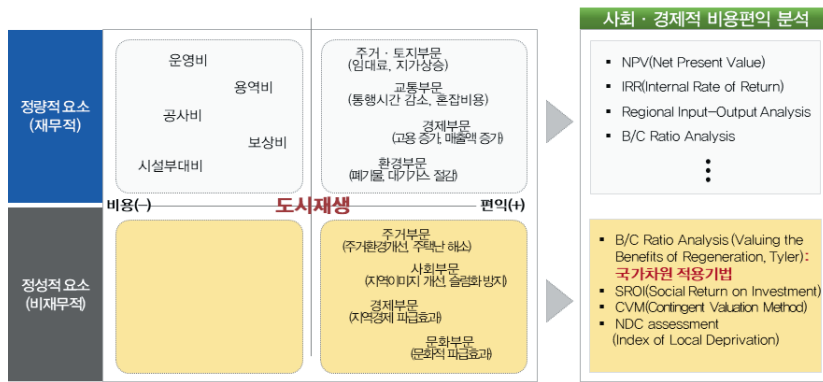 사회 · 경제적 비용편익 분석
정량적 요소
(재무적)
운영비
용역비
공사비
보상비
시설부대비
주거 · 토지부문
(임대료, 지가상승)
교통부문
(통행시간 감소, 혼잡비용)
경제부문
(고용 증가, 매출액 증가)
환경부문
(폐기물, 대기가스 절감)
▪ NPV(Net Present Value)
▪ IRR(Internal Rate of Return)
▪ Regional Input-Output Analysis
▪ B/C Ratio Analysis
비용(-)
도시재생
편익(+)
정성적 요소
(비재무적)
주거부문
(주거환경개선, 주택난 해소)
사회부문
(지역이미지 개선, 슬럼화 방지)
경제부문
(지역경제 파급효과)
문화부문
(문화적 파급효과)
▪ B/C Ratio Analysis (Valuing the
Benefits of Regeneration, Tyler):
국가차원 적용기법
▪ SROI(Social Return on Investment)
▪ CVM(Contingent Valuation Method)
▪ NDC assessment
(Index of Local Deprivation)